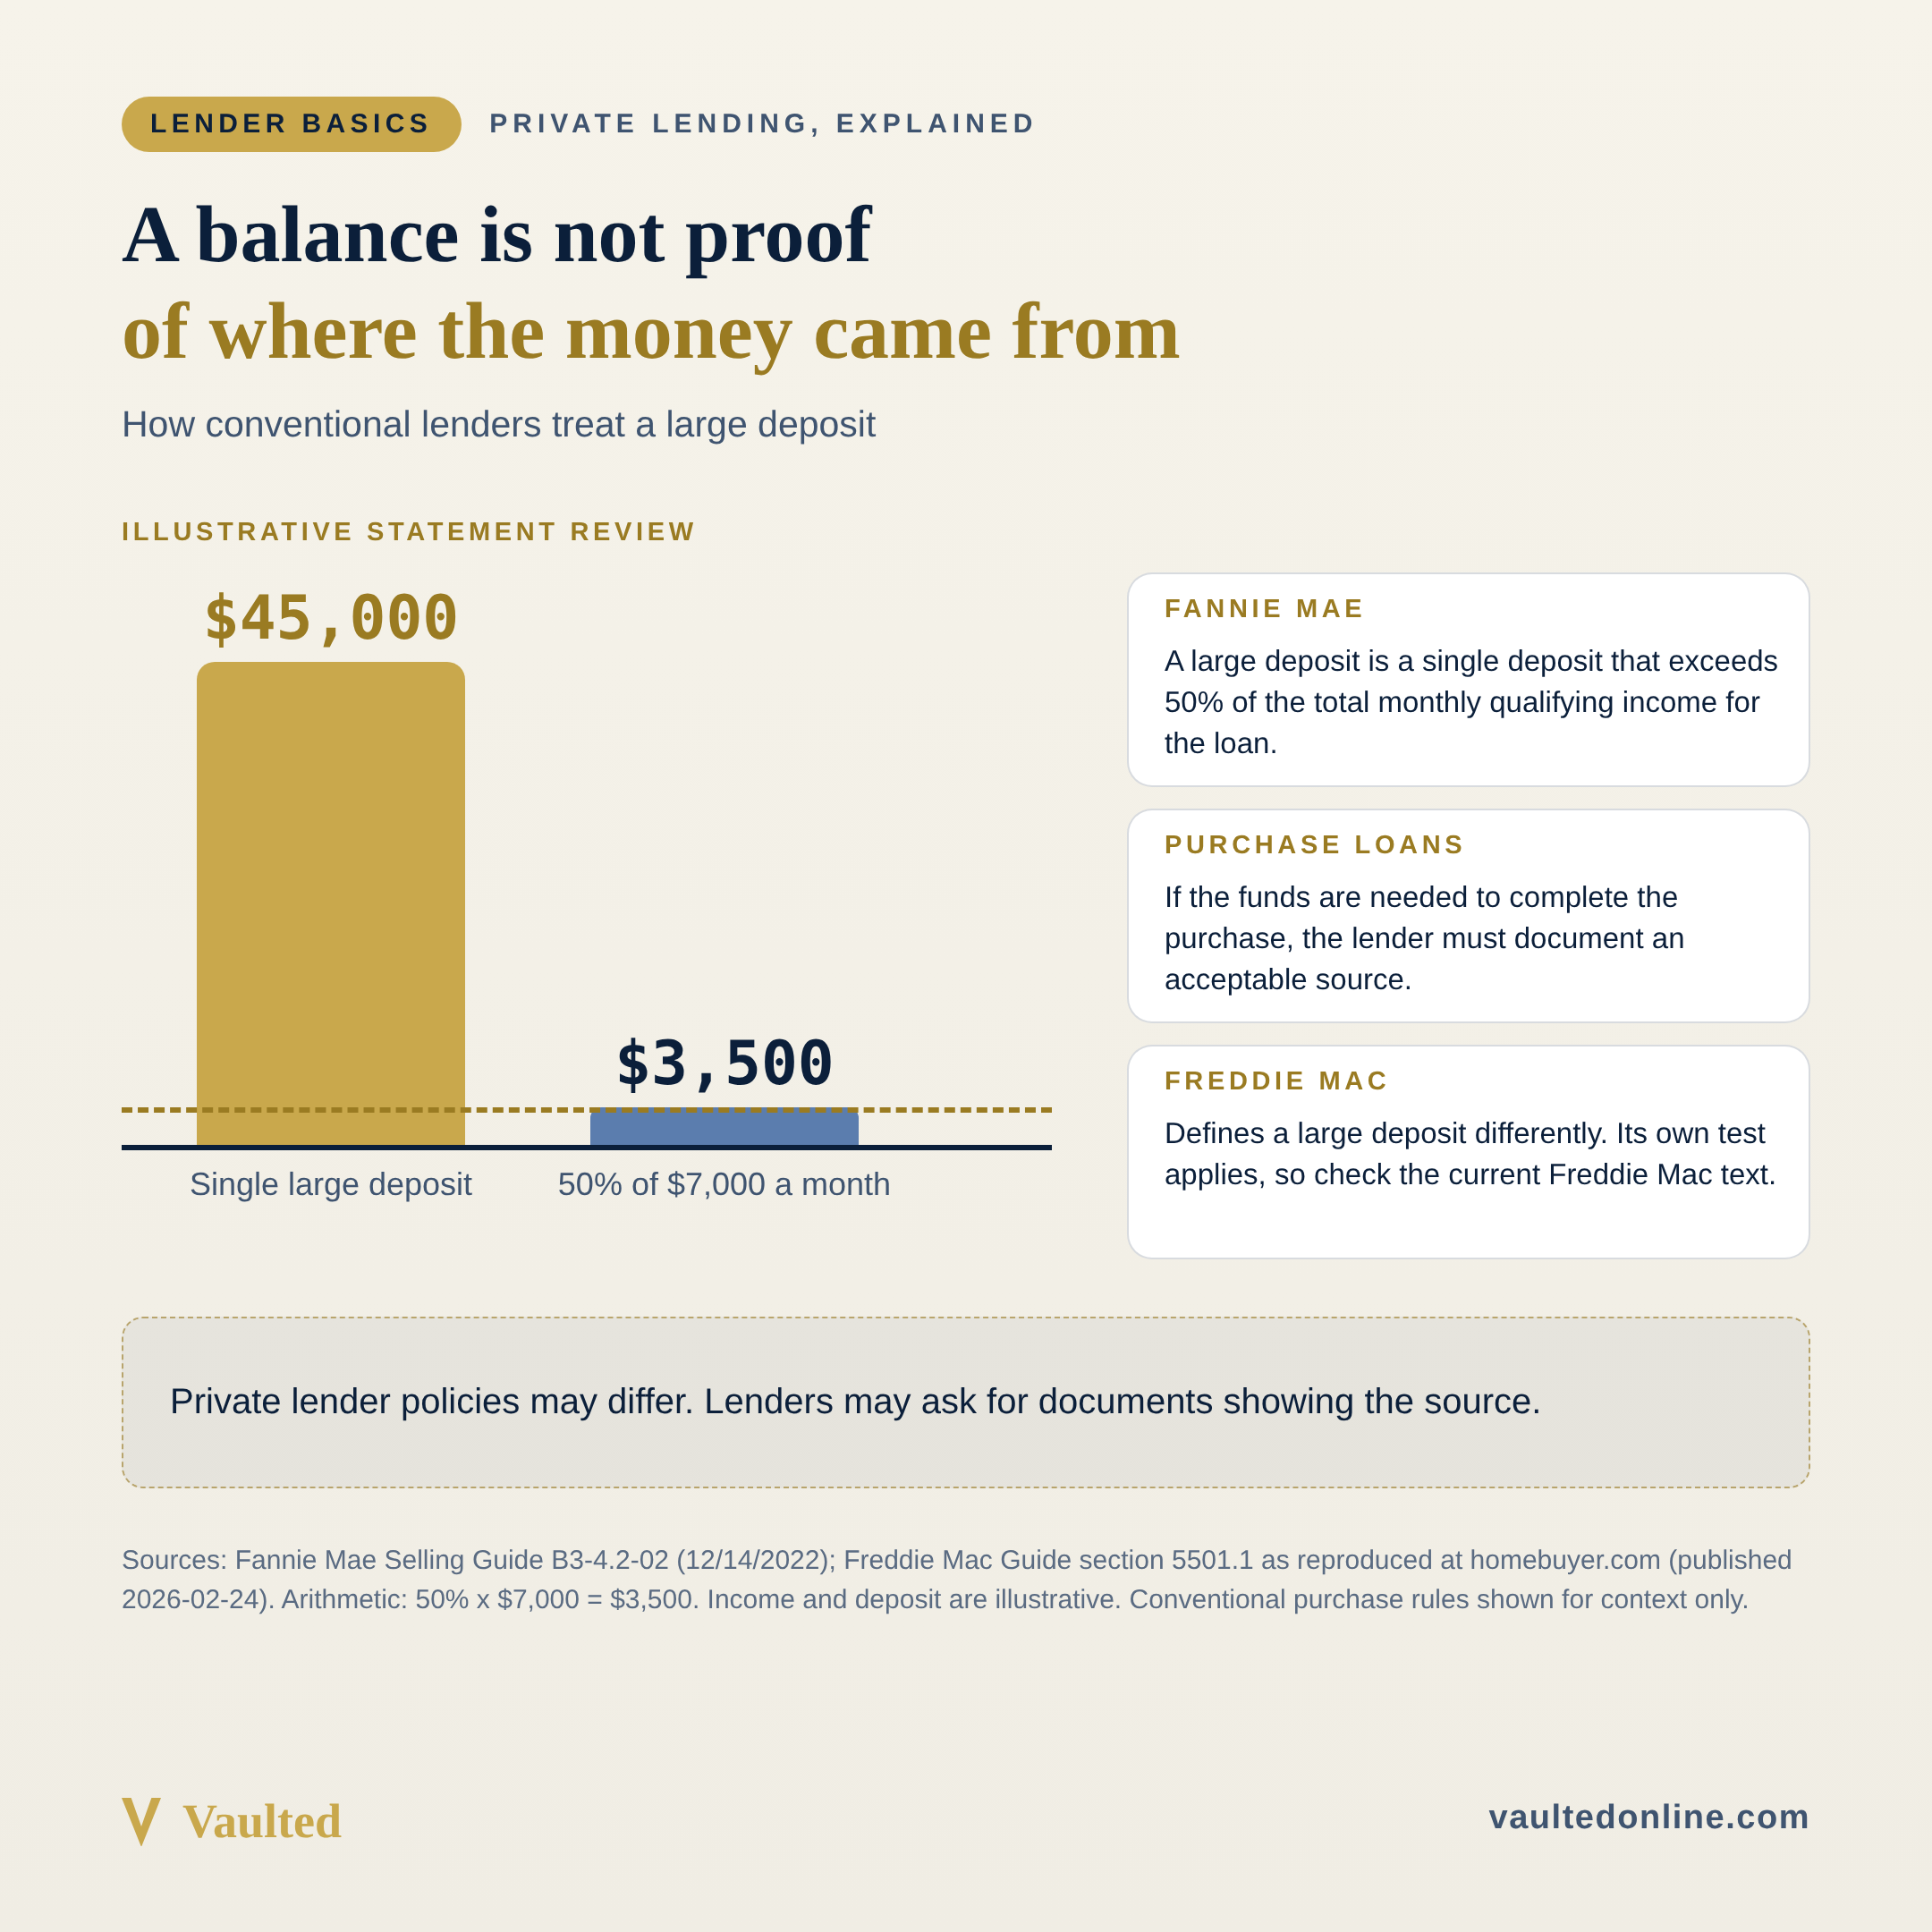 LENDER BASICS
PRIVATE LENDING, EXPLAINED
A balance is not proof
of where the money came from
How conventional lenders treat a large deposit
ILLUSTRATIVE STATEMENT REVIEW
$45,000
$3,500
Single large deposit
50% of $7,000 a month
FANNIE MAE
A large deposit is a single deposit that exceeds
50% of the total monthly qualifying income for
the loan.
PURCHASE LOANS
If the funds are needed to complete the
purchase, the lender must document an
acceptable source.
FREDDIE MAC
Defines a large deposit differently. Its own test
applies, so check the current Freddie Mac text.
Private lender policies may differ. Lenders may ask for documents showing the source.
Sources: Fannie Mae Selling Guide B3-4.2-02 (12/14/2022); Freddie Mac Guide section 5501.1 as reproduced at homebuyer.com (published
2026-02-24). Arithmetic: 50% x $7,000 = $3,500. Income and deposit are illustrative. Conventional purchase rules shown for context only.
Vaulted
vaultedonline.com